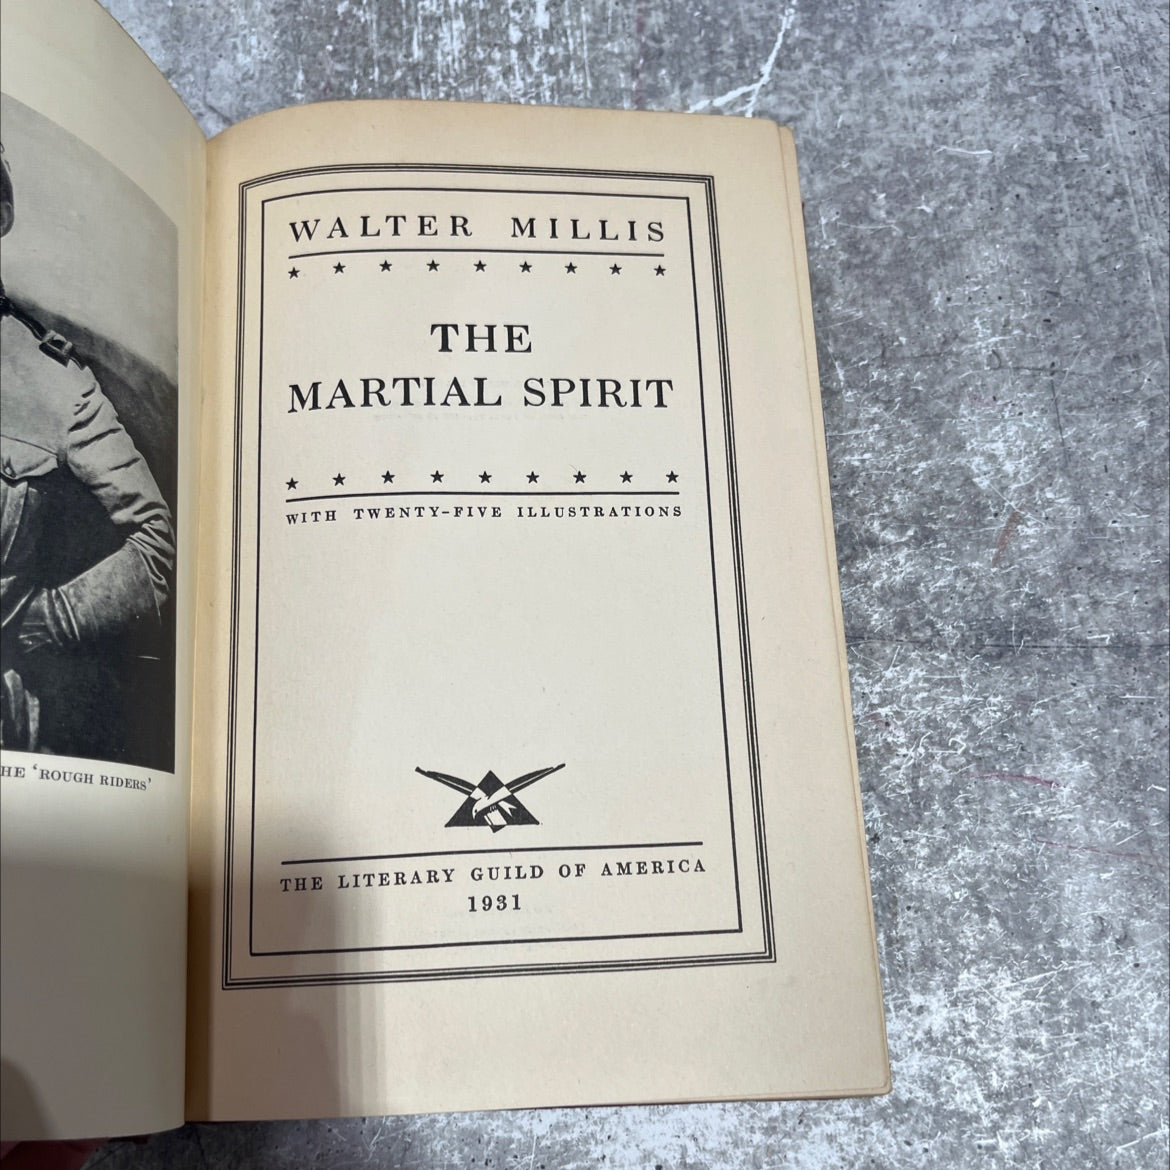 HE 'ROUGH RIDERS'
WALTER MILLIS
THE
MARTIAL SPIRIT
WITH TWENTY-FIVE ILLUSTRATIONS
THE LITERARY GUILD OF AMERICA
1931